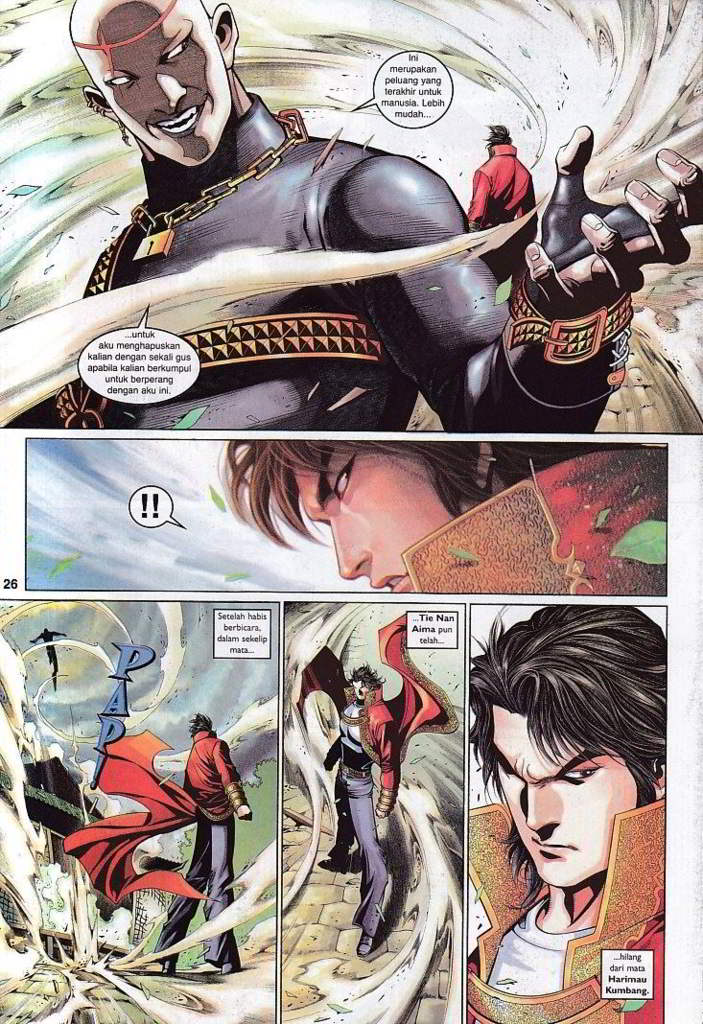 Ini
merupakan
peluang yang
terakhir untuk
manusia. Lebih
mudah...
...untuk
aku menghapuskan
kalian dengan sekali gus
apabila kalian berkumpul
untuk berperang
dengan aku ini.
!!
26
Setelah habis
berbicara,
dalam sekelip
mata...
PAP!
...Tie Nan
Aima pun
telah...
...hilang
dari mata
Harimau
Kumbang.